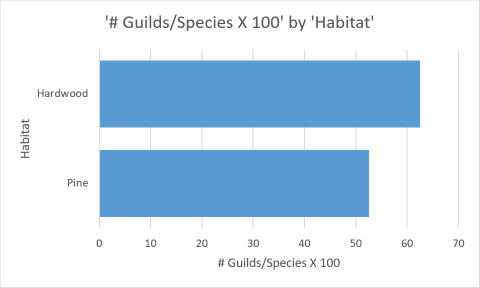 '# Guilds/Species X 100' by 'Habitat'
Habitat
Hardwood
Pine
0 10 20 30 40 50 60 70
# Guilds/Species X 100